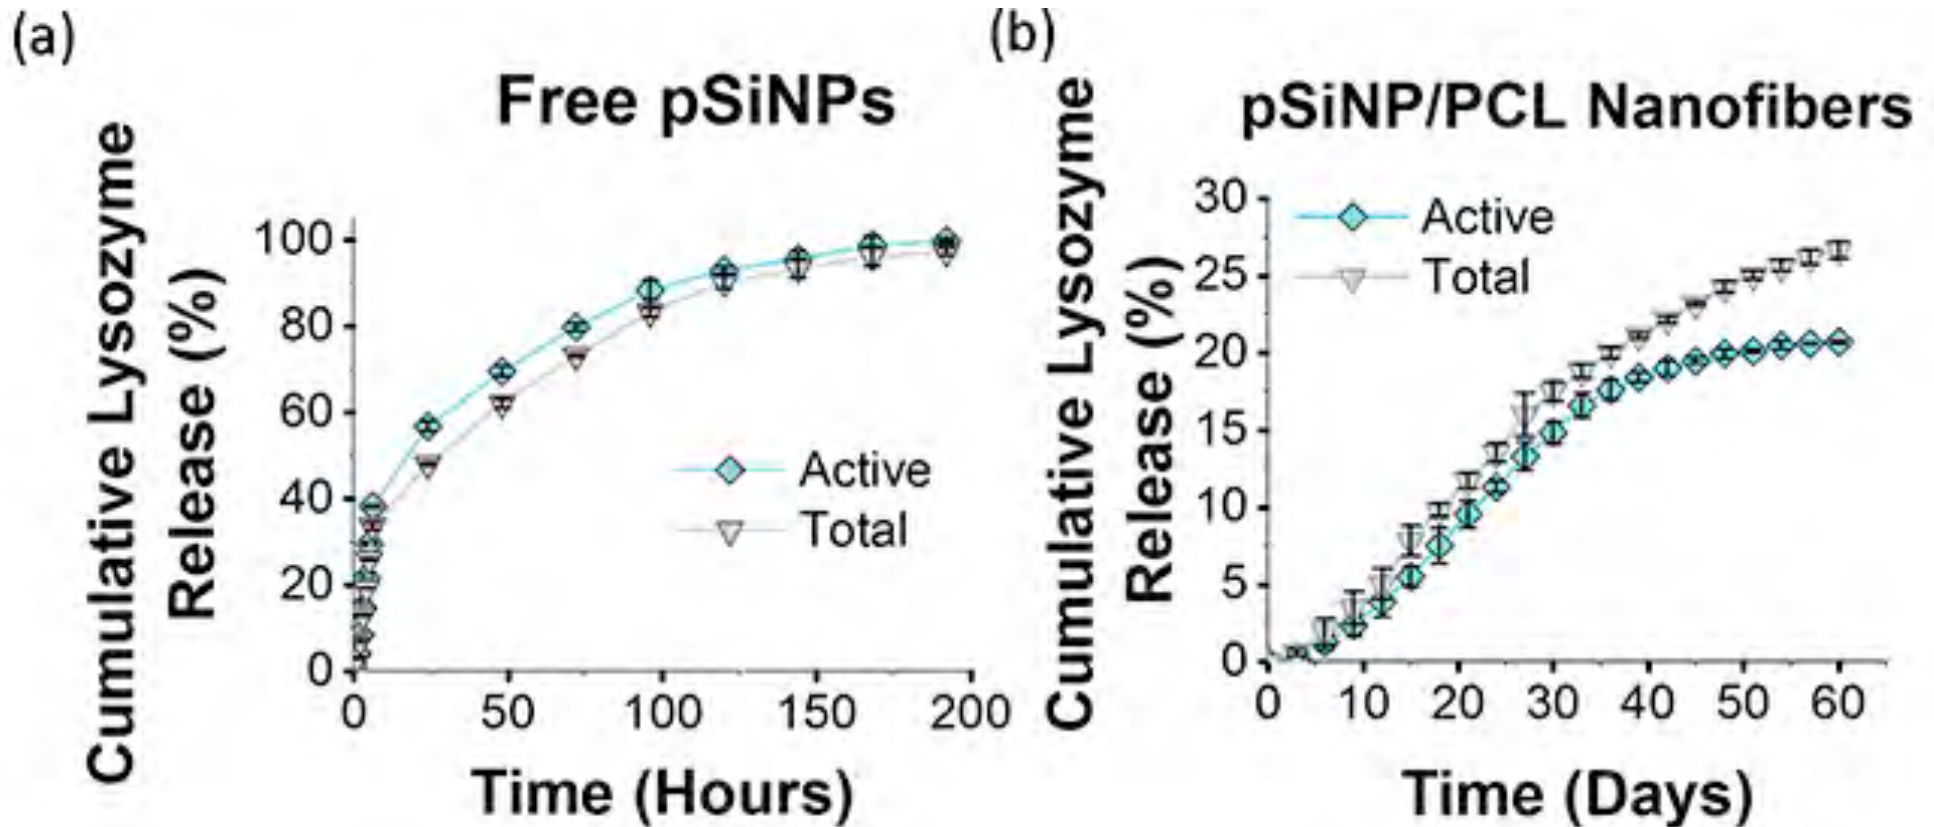 (a)
Free pSiNPs
Cumulative Lysozyme
Release (%)
100
80
60
40
20
0
Active
Total
0 50 100 150 200
Time (Hours)
(b)
pSiNP/PCL Nanofibers
Cumulative Lysozyme
Release (%)
30
25
20
15
10
5
0
Active
Total
0 10 20 30 40 50 60
Time (Days)